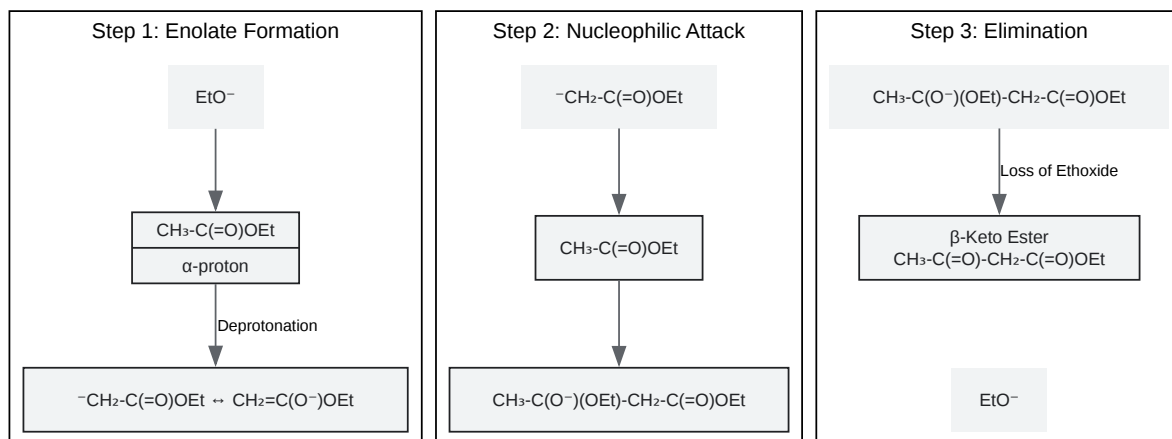 Step 1: Enolate Formation
EtO⁻
CH₃-C(=O)OEt
α-proton
Deprotonation
⁻CH₂-C(=O)OEt ↔ CH₂=C(O⁻)OEt
Step 2: Nucleophilic Attack
⁻CH₂-C(=O)OEt
CH₃-C(=O)OEt
CH₃-C(O⁻)(OEt)-CH₂-C(=O)OEt
Step 3: Elimination
CH₃-C(O⁻)(OEt)-CH₂-C(=O)OEt
Loss of Ethoxide
β-Keto Ester
CH₃-C(=O)-CH₂-C(=O)OEt
EtO⁻